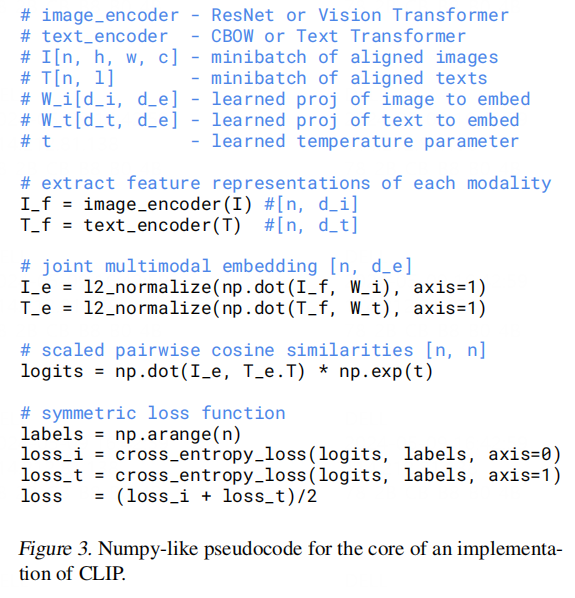 # image_encoder - ResNet or Vision Transformer
# text_encoder  - CBOW or Text Transformer
# I[n, h, w, c] - minibatch of aligned images
# T[n, l]       - minibatch of aligned texts
# W_i[d_i, d_e] - learned proj of image to embed
# W_t[d_t, d_e] - learned proj of text to embed
# t             - learned temperature parameter
# extract feature representations of each modality
I_f = image_encoder(I) #[n, d_i]
T_f = text_encoder(T)  #[n, d_t]
# joint multimodal embedding [n, d_e]
I_e = l2_normalize(np.dot(I_f, W_i), axis=1)
T_e = l2_normalize(np.dot(T_f, W_t), axis=1)
# scaled pairwise cosine similarities [n, n]
logits = np.dot(I_e, T_e.T) * np.exp(t)
# symmetric loss function
labels = np.arange(n)
loss_i = cross_entropy_loss(logits, labels, axis=0)
loss_t = cross_entropy_loss(logits, labels, axis=1)
loss   = (loss_i + loss_t)/2
Figure 3. Numpy-like pseudocode for the core of an implementa-
tion of CLIP.